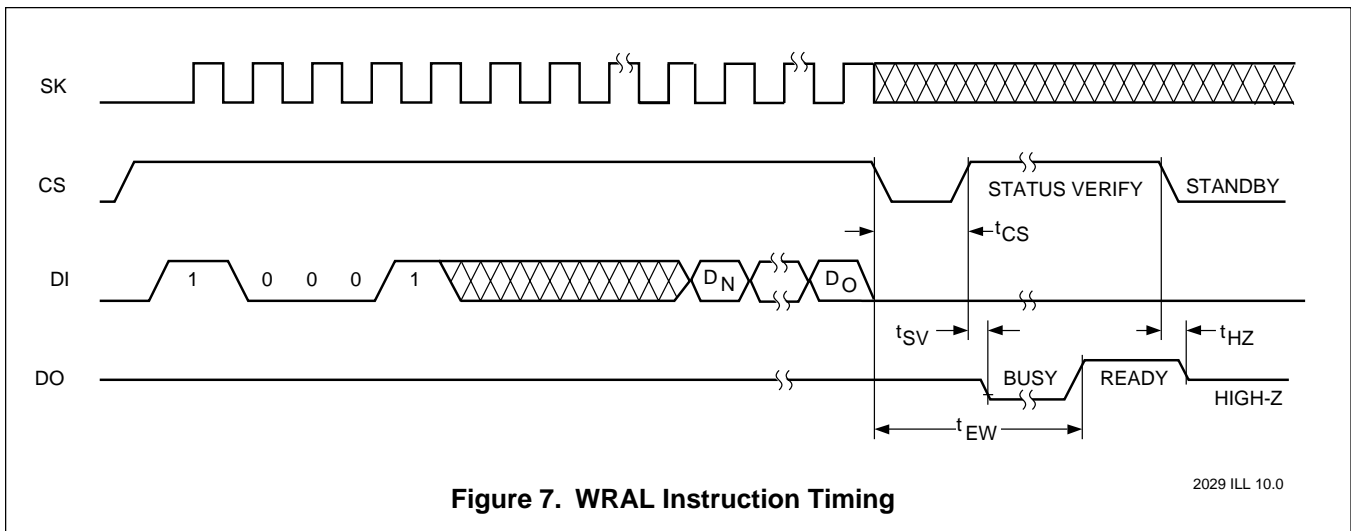 SK
CS
STATUS VERIFY
STANDBY
tCS
DI
1
0
0
0
1
DN
DO
tSV
tHZ
DO
BUSY
READY
HIGH-Z
tEW
2029 ILL 10.0
Figure 7. WRAL Instruction Timing